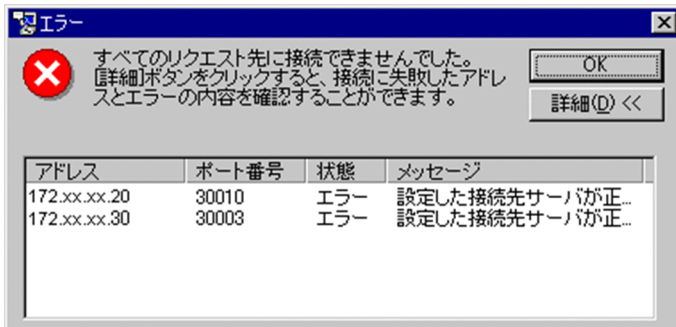 エラー
すべてのリクエスト先に接続できませんでした。
[詳細]ボタンをクリックすると、接続に失敗したアドレ
スとエラーの内容を確認することができます。
OK
詳細(D) <<
アドレス ポート番号 状態 メッセージ
172.xx.xx.20 30010 エラー 設定した接続先サーバが正...
172.xx.xx.30 30003 エラー 設定した接続先サーバが正...